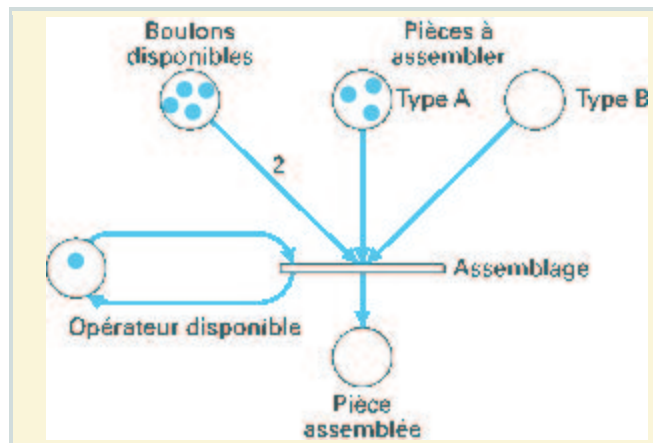 Boulons
disponibles
Pièces à
assembler
Type A
Type B
2
Assemblage
Opérateur disponible
Pièce
assemblée